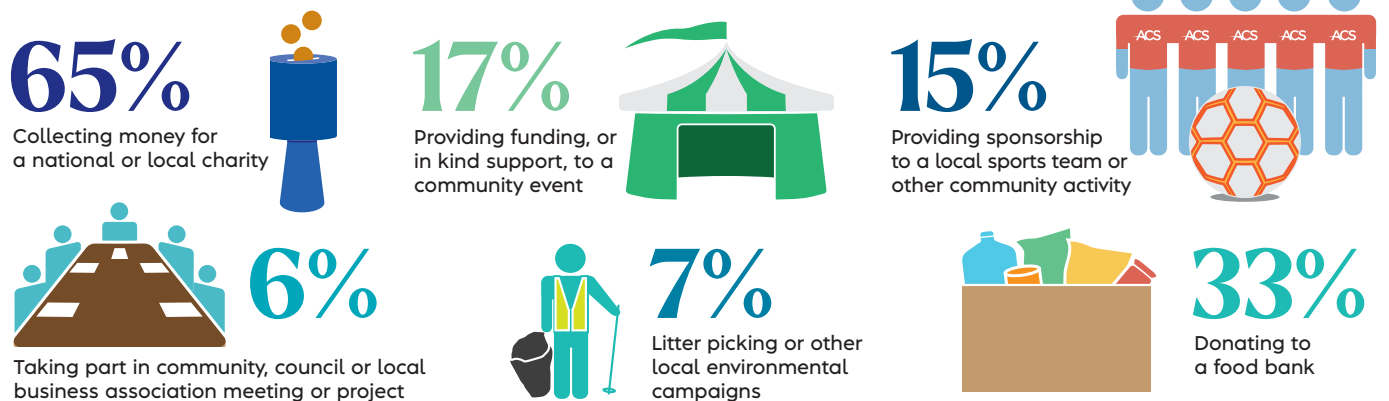 65%
Collecting money for
a national or local charity
17%
Providing funding, or
in kind support, to a
community event
15%
Providing sponsorship
to a local sports team or
other community activity
ACS ACS ACS ACS ACS
6%
Taking part in community, council or local
business association meeting or project
7%
Litter picking or other
local environmental
campaigns
33%
Donating to
a food bank